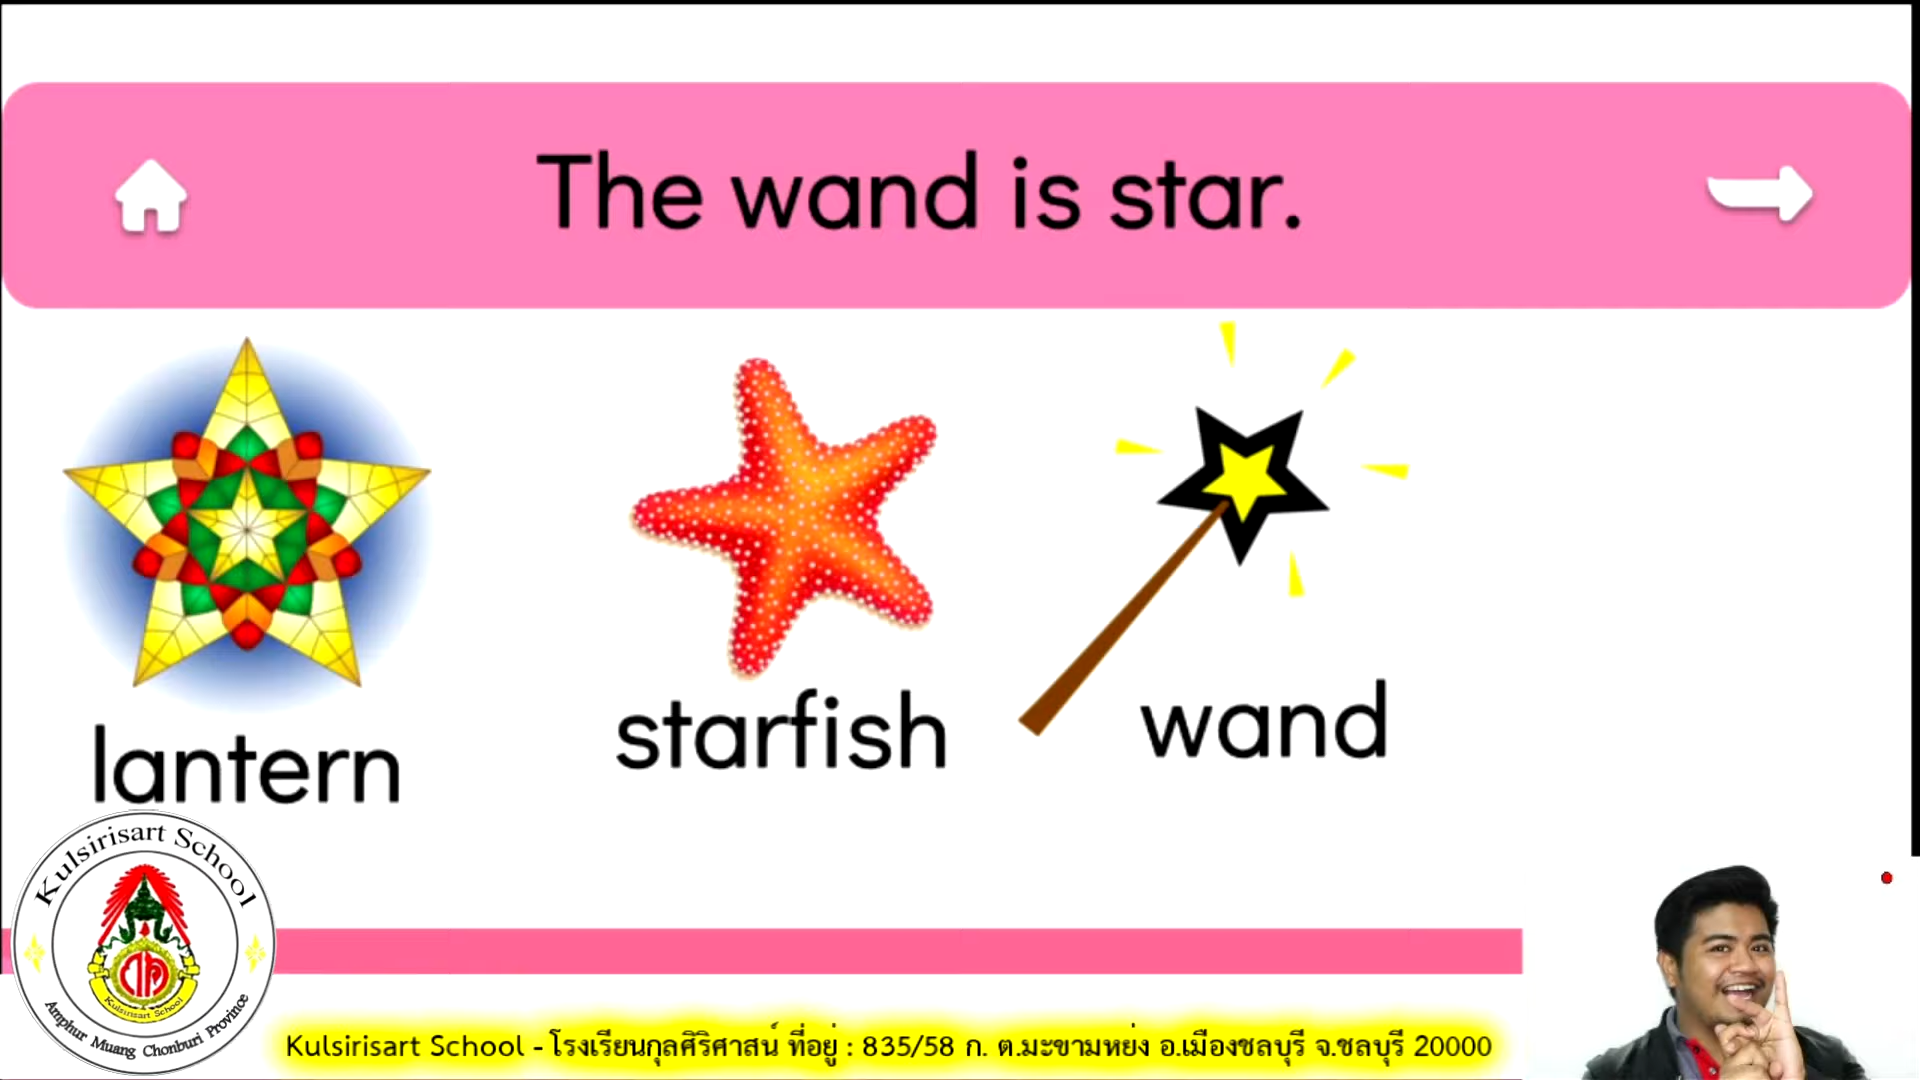 The wand is star.
lantern
starfish
wand
Kulsirisart School
Kulsirisart School
Amphur Muang Chonburi Province
Kulsirisart School - โรงเรียนกุลศิริศาสน์ ที่อยู่ : 835/58 ก. ต.มะขามหย่ง อ.เมืองชลบุรี จ.ชลบุรี 20000